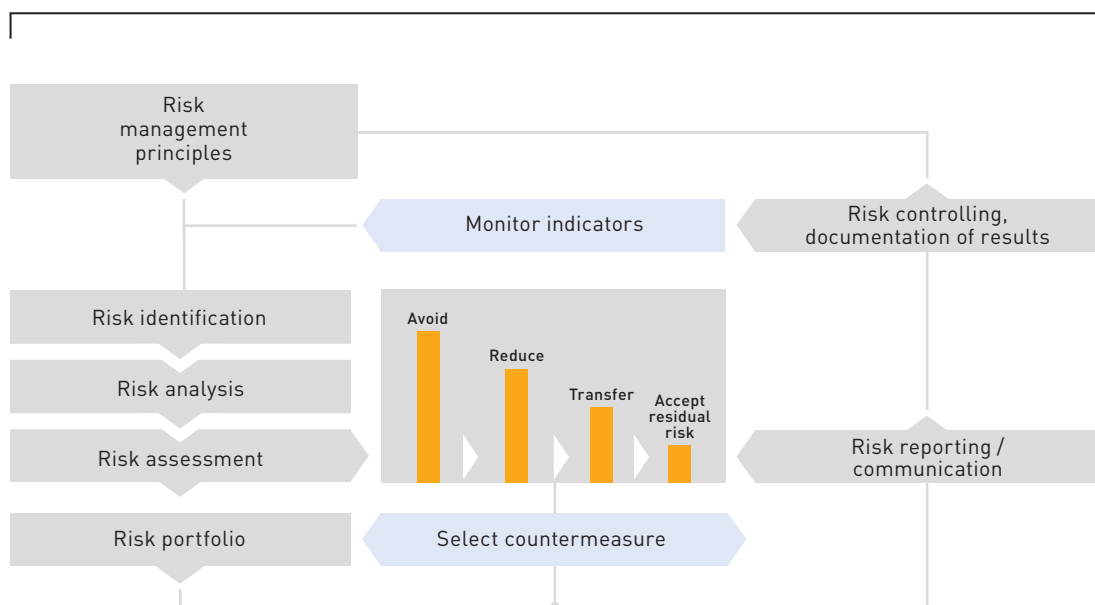 Risk
management
principles
Monitor indicators
Risk controlling,
documentation of results
Risk identification
Risk analysis
Risk assessment
Avoid
Reduce
Transfer
Accept
residual
risk
Risk reporting /
communication
Risk portfolio
Select countermeasure